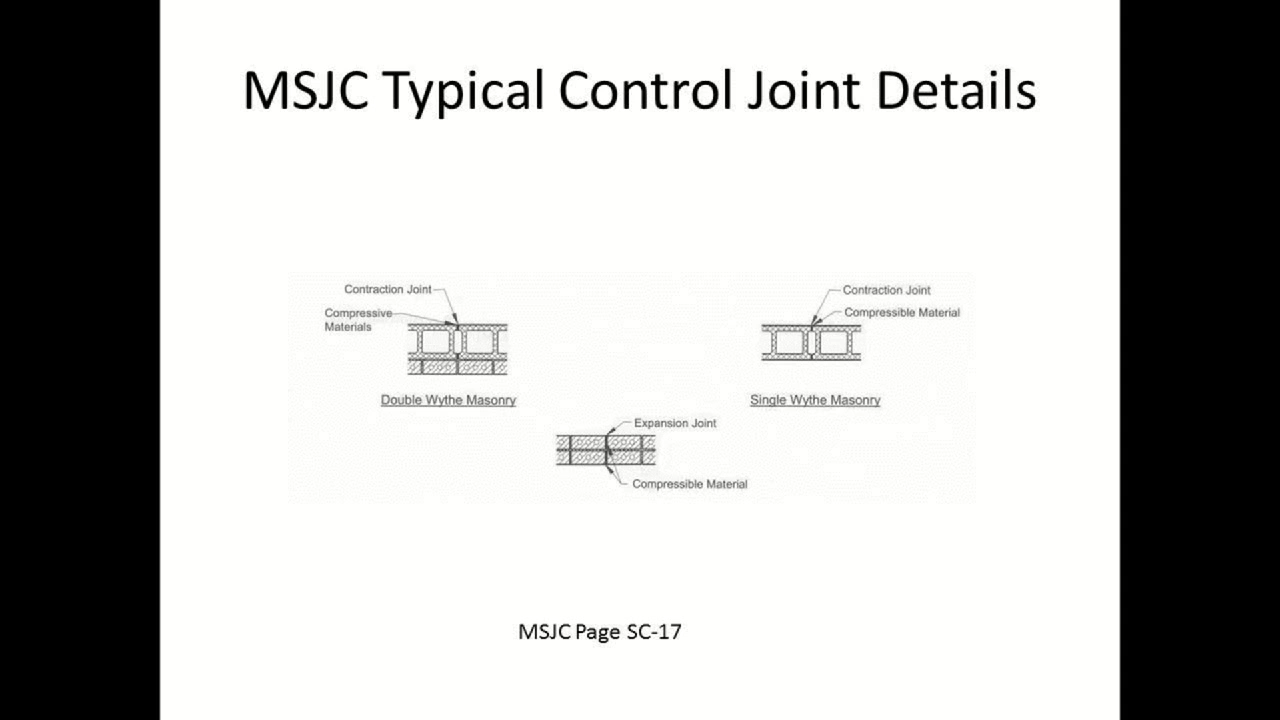 MSJC Typical Control Joint Details
Contraction Joint
Compressive
Materials
Double Wythe Masonry
Contraction Joint
Compressible Material
Single Wythe Masonry
Expansion Joint
Compressible Material
MSJC Page SC-17